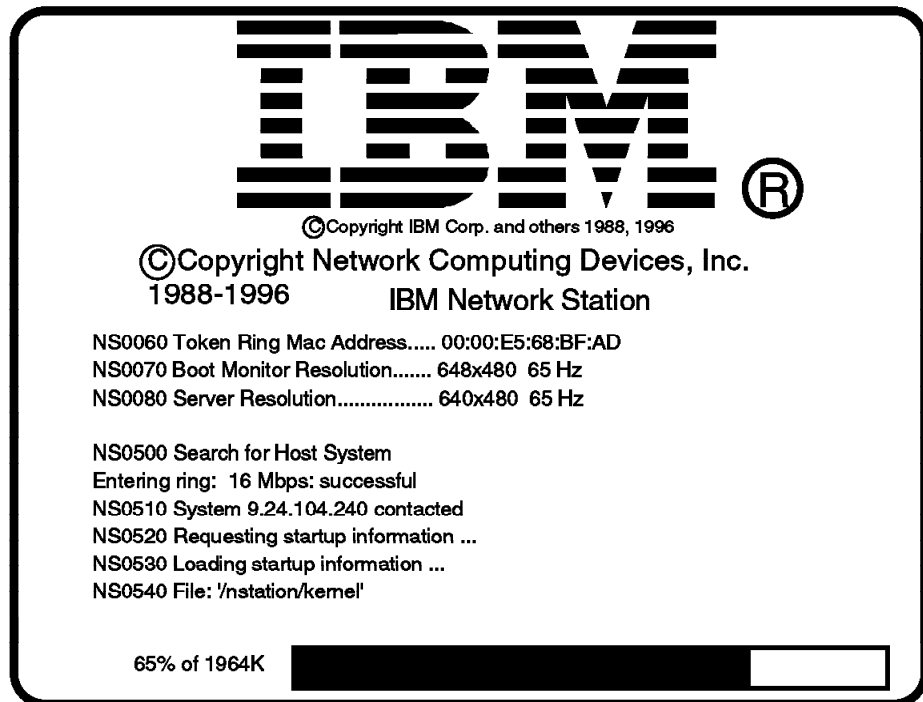 IBM ®
©Copyright IBM Corp. and others 1988, 1996
©Copyright Network Computing Devices, Inc.
1988-1996 IBM Network Station
NS0060 Token Ring Mac Address..... 00:00:E5:68:BF:AD
NS0070 Boot Monitor Resolution....... 648x480 65 Hz
NS0080 Server Resolution................. 640x480 65 Hz
NS0500 Search for Host System
Entering ring: 16 Mbps: successful
NS0510 System 9.24.104.240 contacted
NS0520 Requesting startup information ...
NS0530 Loading startup information ...
NS0540 File: '/nstation/kernel'
65% of 1964K